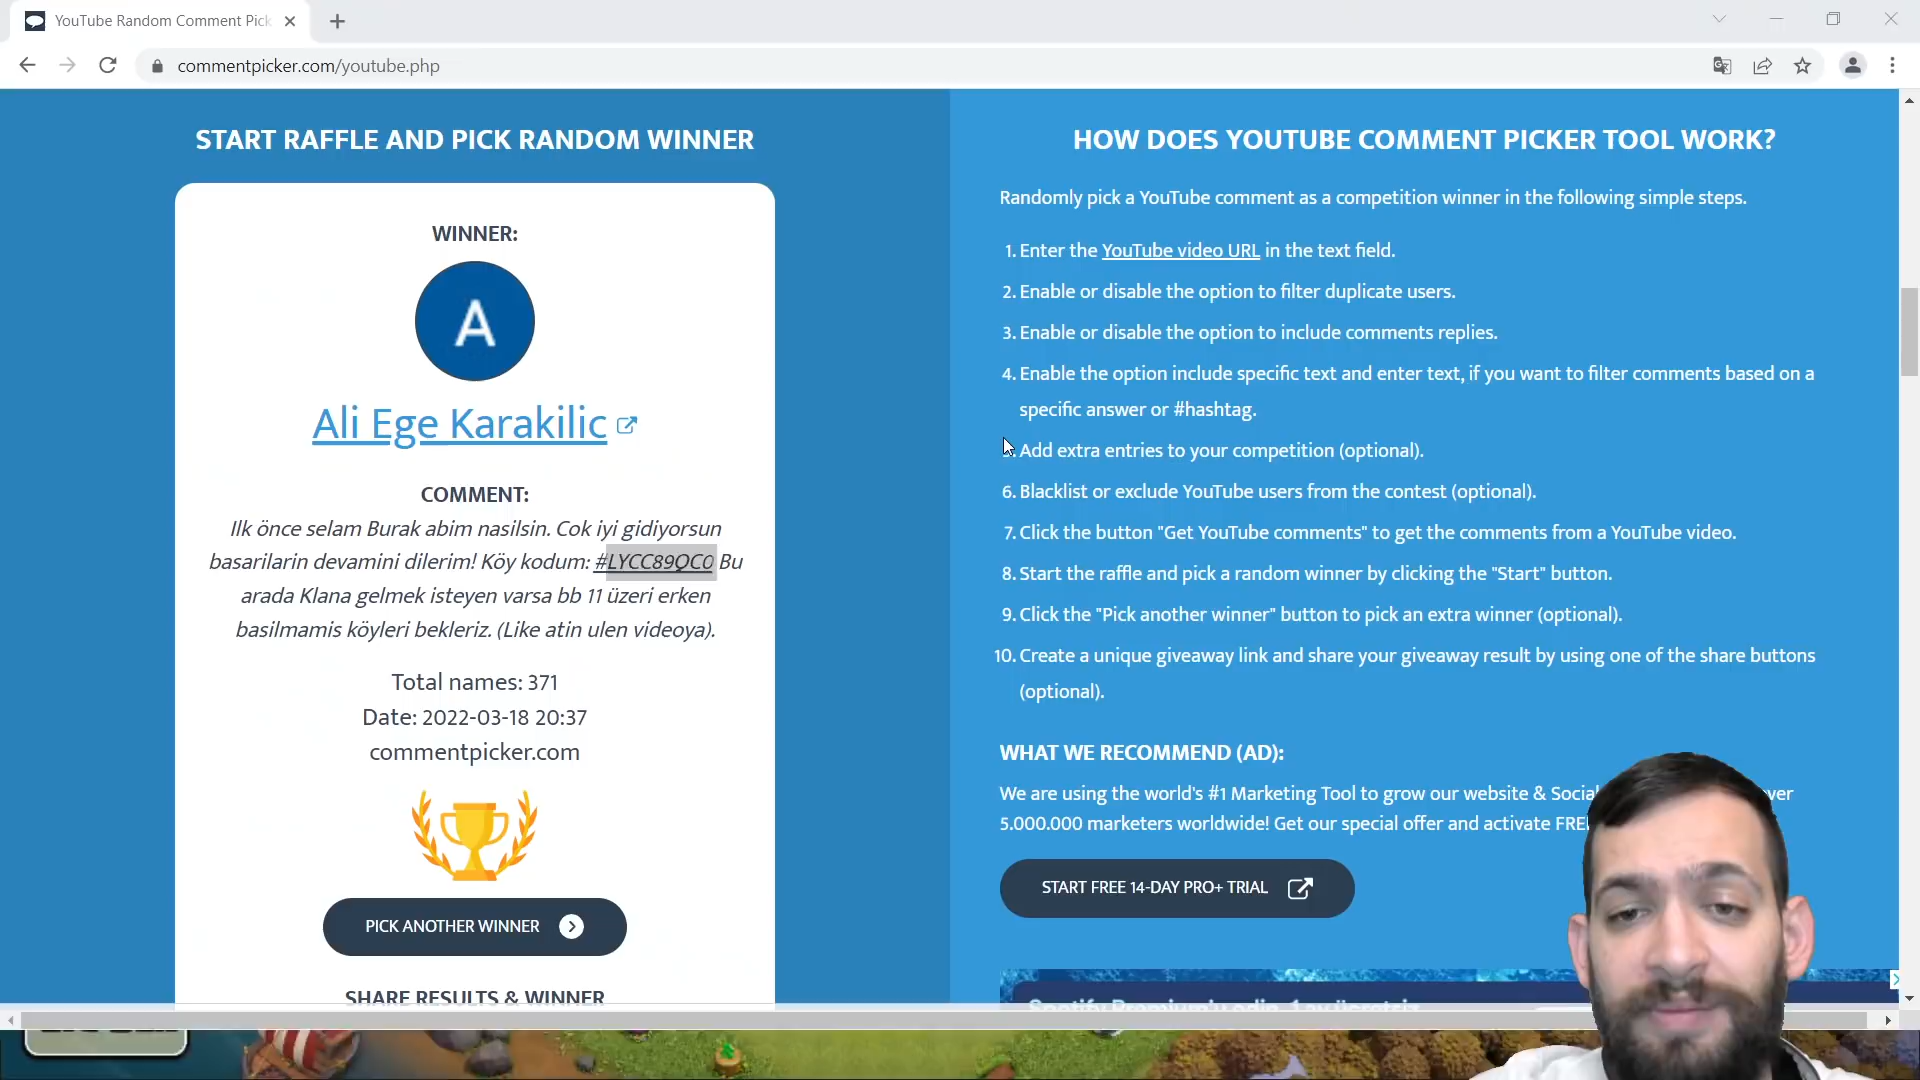 YouTube Random Comment Pick
commentpicker.com/youtube.php
START RAFFLE AND PICK RANDOM WINNER
WINNER:
A
Ali Ege Karakilic
COMMENT:
Ilk önce selam Burak abim nasilsin. Cok iyi gidiyorsun
basarilarin devamini dilerim! Köy kodum: #LYCC89QC0 Bu
arada Klana gelmek isteyen varsa bb 11 üzeri erken
basilmamis köyleri bekleriz. (Like atin ulen videoya).
Total names: 371
Date: 2022-03-18 20:37
commentpicker.com
PICK ANOTHER WINNER
SHARE RESULTS & WINNER
HOW DOES YOUTUBE COMMENT PICKER TOOL WORK?
Randomly pick a YouTube comment as a competition winner in the following simple steps.
1. Enter the YouTube video URL in the text field.
2. Enable or disable the option to filter duplicate users.
3. Enable or disable the option to include comments replies.
4. Enable the option include specific text and enter text, if you want to filter comments based on a
specific answer or #hashtag.
Add extra entries to your competition (optional).
6. Blacklist or exclude YouTube users from the contest (optional).
7. Click the button "Get YouTube comments" to get the comments from a YouTube video.
8. Start the raffle and pick a random winner by clicking the "Start" button.
9. Click the "Pick another winner" button to pick an extra winner (optional).
10. Create a unique giveaway link and share your giveaway result by using one of the share buttons
(optional).
WHAT WE RECOMMEND (AD):
We are using the world's #1 Marketing Tool to grow our website & Social
5.000.000 marketers worldwide! Get our special offer and activate FREE
START FREE 14-DAY PRO+ TRIAL